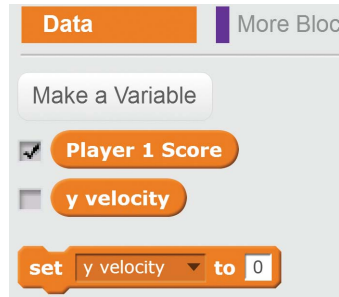 Data More Bloc
Make a Variable
Player 1 Score
y velocity
set y velocity to 0